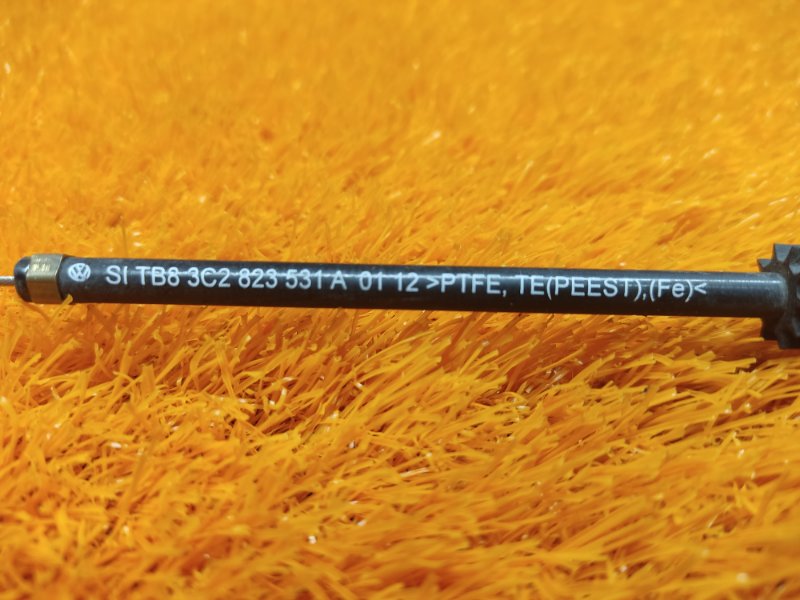 SI TB8 3C2 823 531 A 01 12 >PTFE, TE(PEEST),(Fe)<